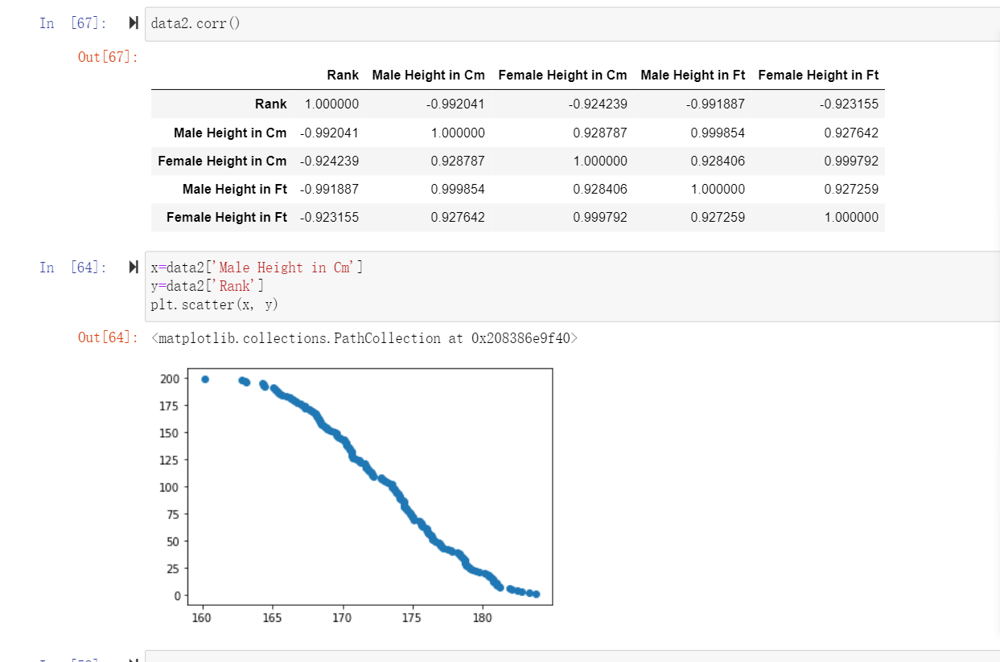 In [67]: data2.corr()
Out[67]:
Rank Male Height in Cm Female Height in Cm Male Height in Ft Female Height in Ft
Rank 1.000000 -0.992041 -0.924239 -0.991887 -0.923155
Male Height in Cm -0.992041 1.000000 0.928787 0.999854 0.927642
Female Height in Cm -0.924239 0.928787 1.000000 0.928406 0.999792
Male Height in Ft -0.991887 0.999854 0.928406 1.000000 0.927259
Female Height in Ft -0.923155 0.927642 0.999792 0.927259 1.000000
In [64]: x=data2['Male Height in Cm']
y=data2['Rank']
plt.scatter(x, y)
Out[64]: <matplotlib.collections.PathCollection at 0x208386e9f40>
200
175
150
125
100
75
50
25
0
160 165 170 175 180